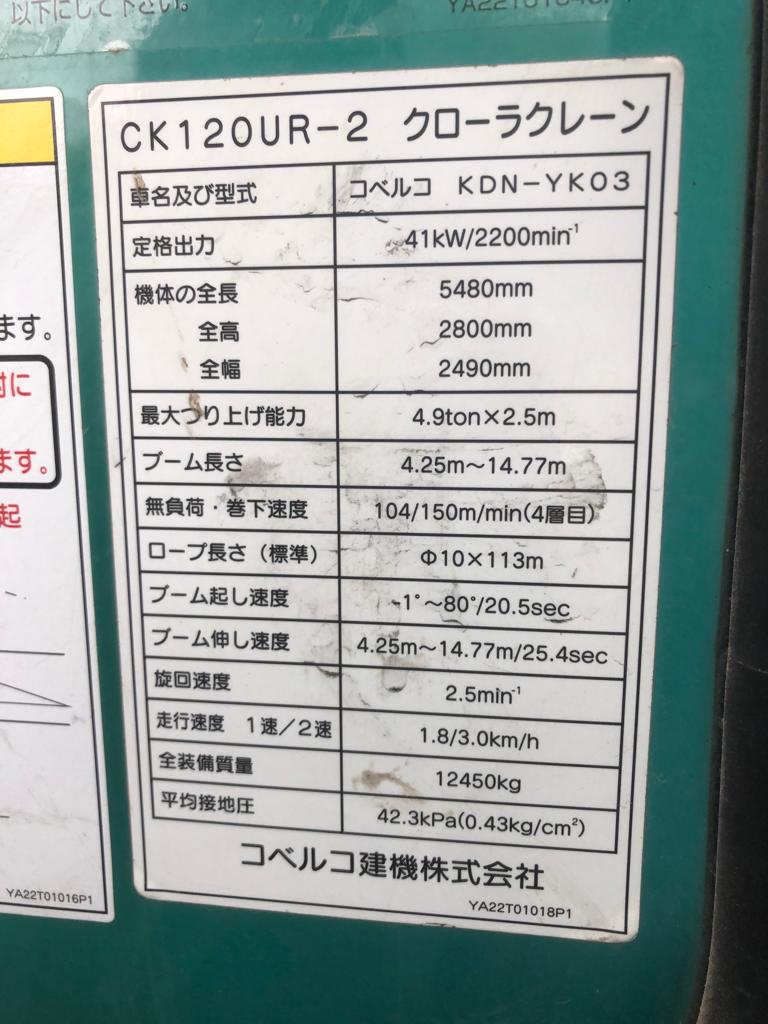 以下にして下さい。
CK120UR-2 クローラクレーン
車名及び型式 コベルコ KDN-YK03
定格出力 41kW/2200min⁻¹
機体の全長 5480mm
全高 2800mm
全幅 2490mm
最大つり上げ能力 4.9ton×2.5m
ブーム長さ 4.25m～14.77m
無負荷・巻下速度 104/150m/min(4層目)
ロープ長さ（標準） Φ10×113m
ブーム起し速度 -1°～80°/20.5sec
ブーム伸し速度 4.25m～14.77m/25.4sec
旋回速度 2.5min⁻¹
走行速度 1速／2速 1.8/3.0km/h
全装備質量 12450kg
平均接地圧 42.3kPa(0.43kg/cm²)
コベルコ建機株式会社
YA22T01018P1
ます。
付に
ます。
起
YA22T01016P1